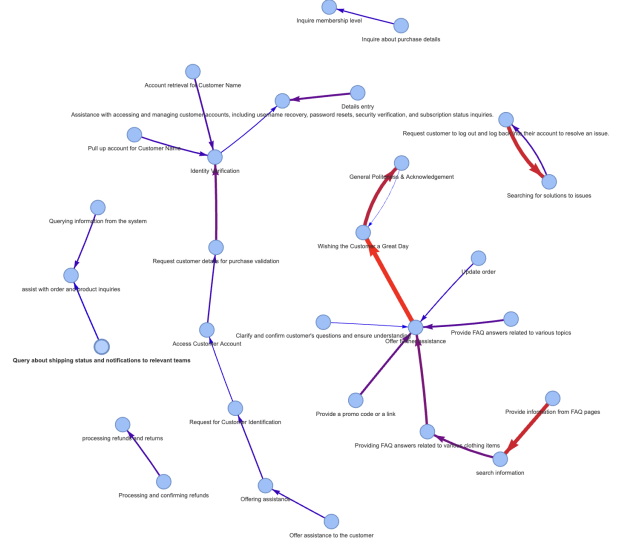 Inquire membership level
Inquire about purchase details
Account retrieval for Customer Name
Details entry
Assistance with accessing and managing customer accounts, including username recovery, password resets, security verification, and subscription status inquiries.
Request customer to log out and log back into their account to resolve an issue.
Pull up account for Customer Name
Identity Verification
General Politeness & Acknowledgement
Searching for solutions to issues
Querying information from the system
Wishing the Customer a Great Day
Request customer details for purchase validation
Update order
assist with order and product inquiries
Clarify and confirm customer's questions and ensure understanding
Provide FAQ answers related to various topics
Offer further assistance
Access Customer Account
Query about shipping status and notifications to relevant teams
Provide a promo code or a link
Provide information from FAQ pages
Request for Customer Identification
processing refunds and returns
Providing FAQ answers related to various clothing items
search information
Processing and confirming refunds
Offering assistance
Offer assistance to the customer